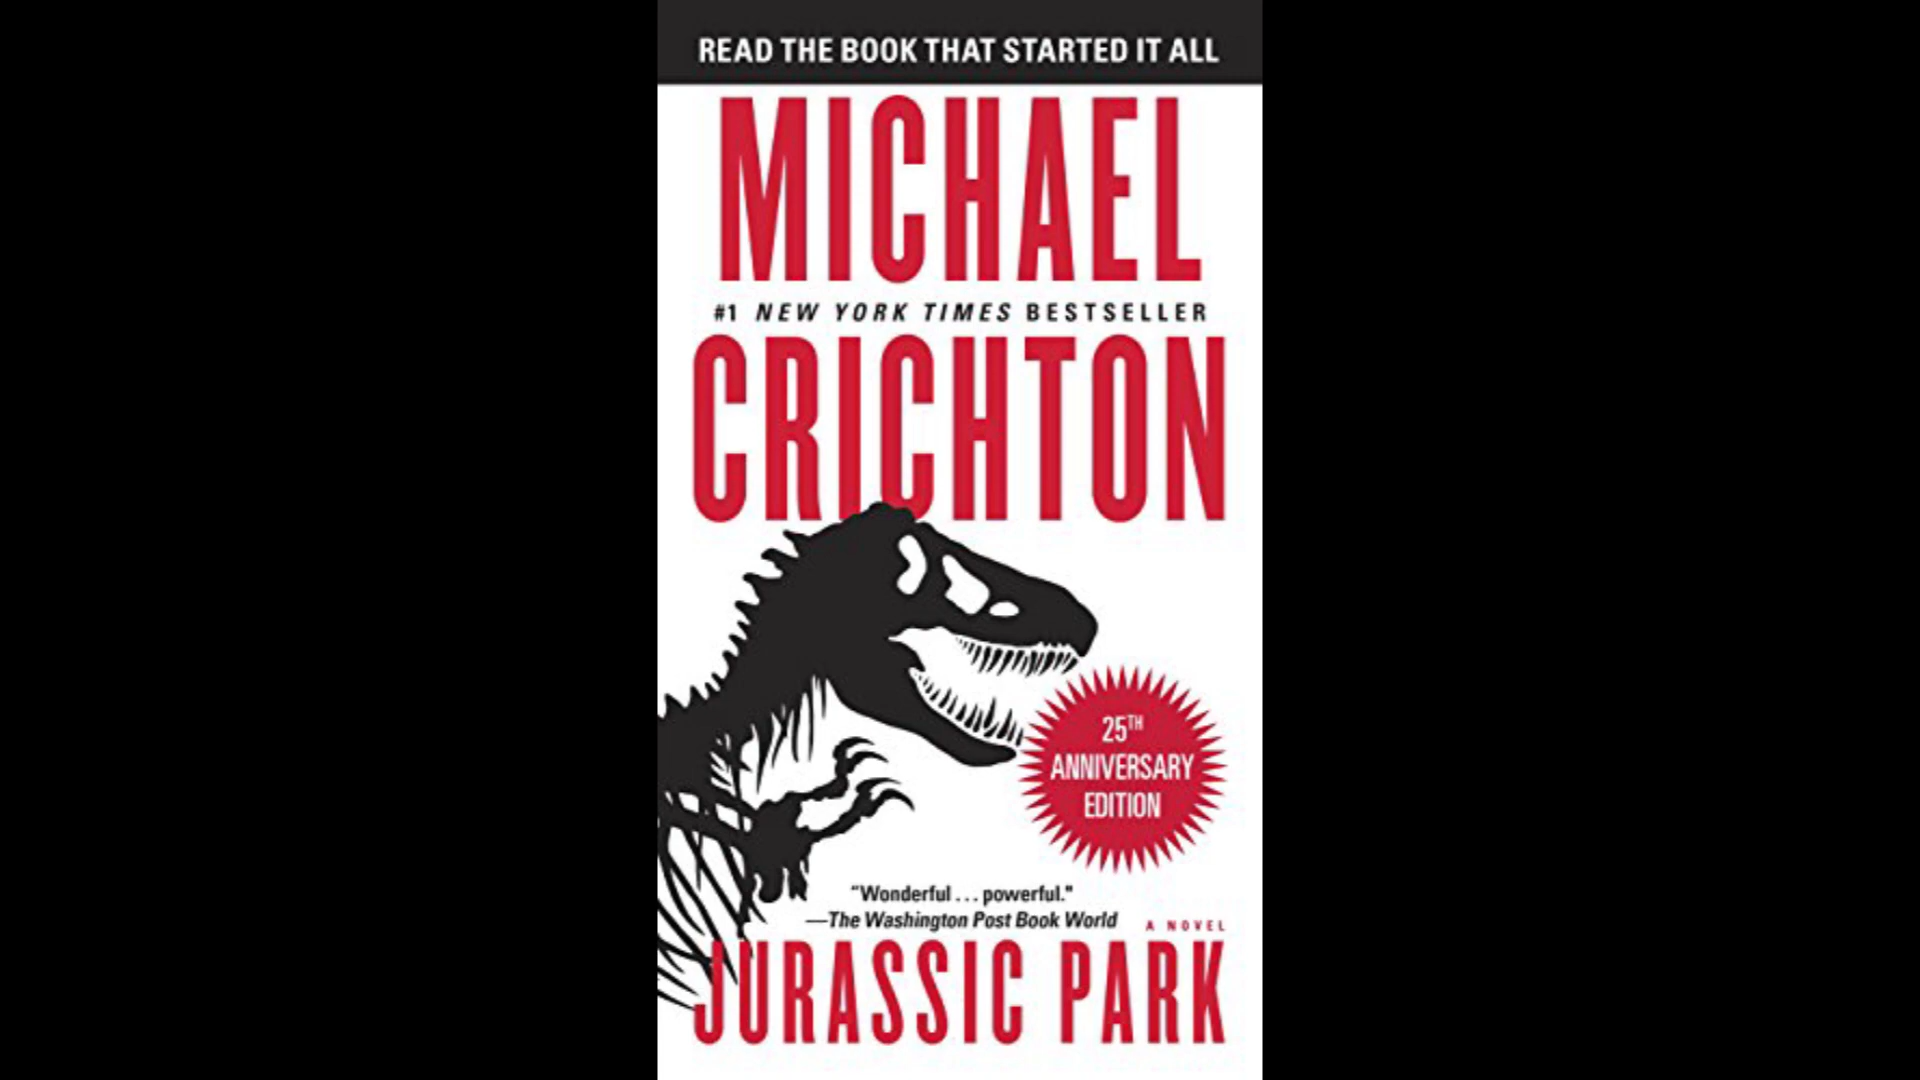 READ THE BOOK THAT STARTED IT ALL
MICHAEL
#1 NEW YORK TIMES BESTSELLER
CRICHTON
25TH
ANNIVERSARY
EDITION
"Wonderful... powerful."
—The Washington Post Book World
A NOVEL
JURASSIC PARK